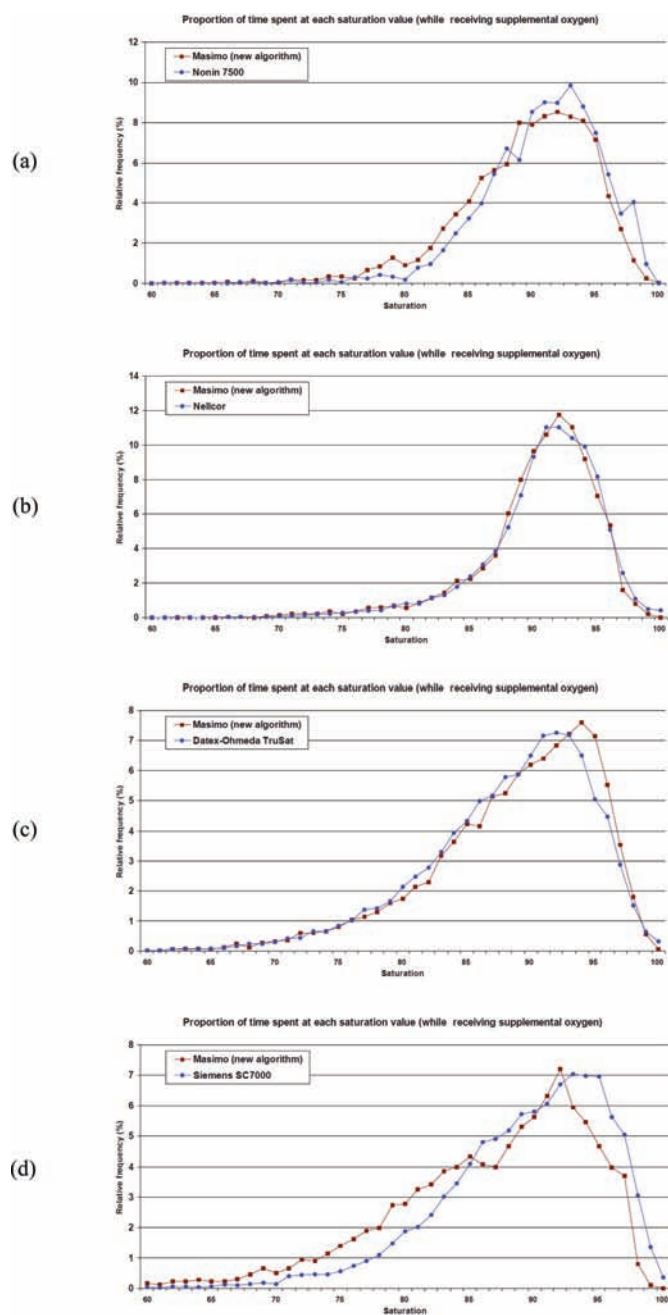 (a)
Proportion of time spent at each saturation value (while receiving supplemental oxygen)
Relative frequency (%)
12
10
8
6
4
2
0
Masimo (new algorithm)
Nonin 7500
60 65 70 75 80 85 90 95 100
Saturation
(b)
Proportion of time spent at each saturation value (while receiving supplemental oxygen)
Relative frequency (%)
14
12
10
8
6
4
2
0
Masimo (new algorithm)
Nellcor
60 65 70 75 80 85 90 95 100
Saturation
(c)
Proportion of time spent at each saturation value (while receiving supplemental oxygen)
Relative frequency (%)
8
7
6
5
4
3
2
1
0
Masimo (new algorithm)
Datex-Ohmeda TruSat
60 65 70 75 80 85 90 95 100
Saturation
(d)
Proportion of time spent at each saturation value (while receiving supplemental oxygen)
Relative frequency (%)
8
7
6
5
4
3
2
1
0
Masimo (new algorithm)
Siemens SC7000
60 65 70 75 80 85 90 95 100
Saturation